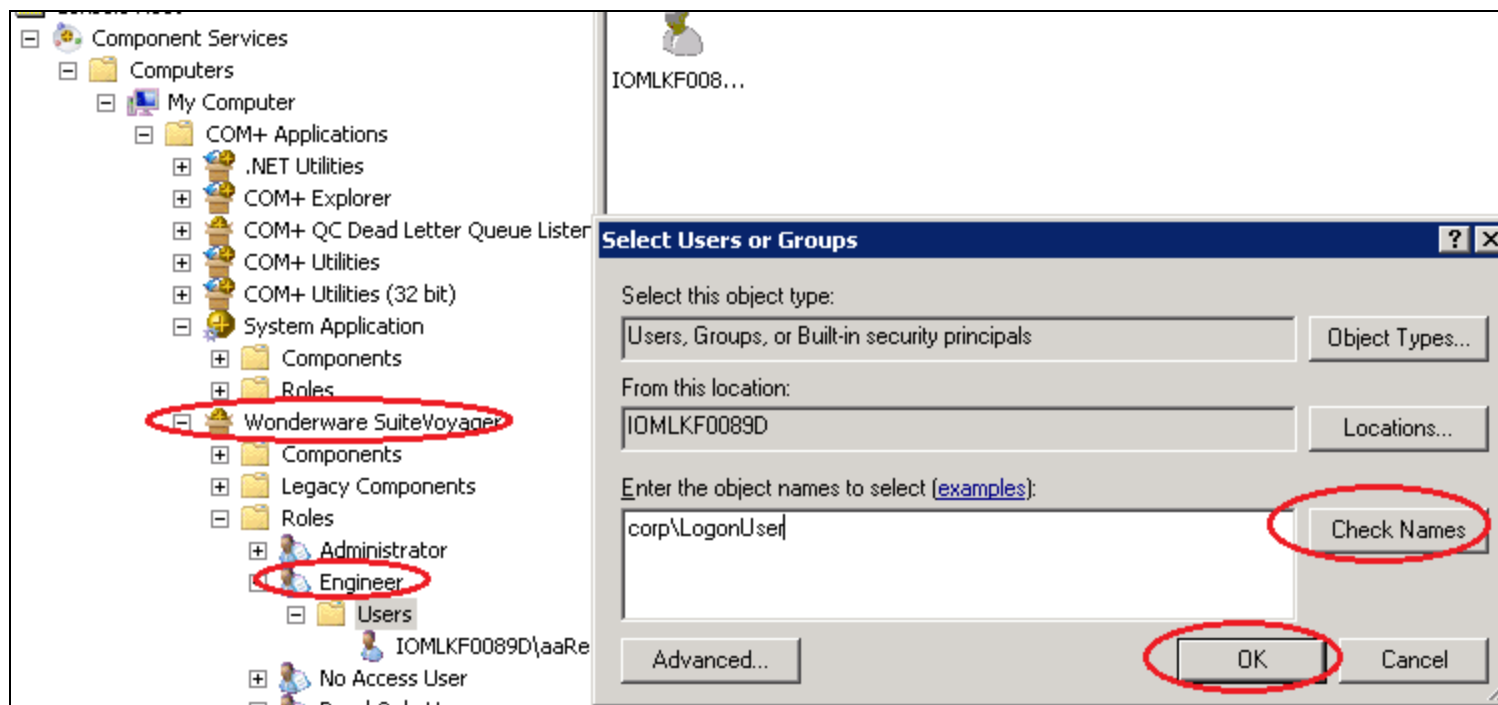 Component Services
Computers
My Computer
COM+ Applications
.NET Utilities
COM+ Explorer
COM+ QC Dead Letter Queue Lister
COM+ Utilities
COM+ Utilities (32 bit)
System Application
Components
Roles
Wonderware SuiteVoyager
Components
Legacy Components
Roles
Administrator
Engineer
Users
IOMLKF0089D\aaRe
No Access User
IOMLKF008...
Select Users or Groups
Select this object type:
Users, Groups, or Built-in security principals
Object Types...
From this location:
IOMLKF0089D
Locations...
Enter the object names to select (examples):
corp\LogonUser
Check Names
Advanced...
OK
Cancel